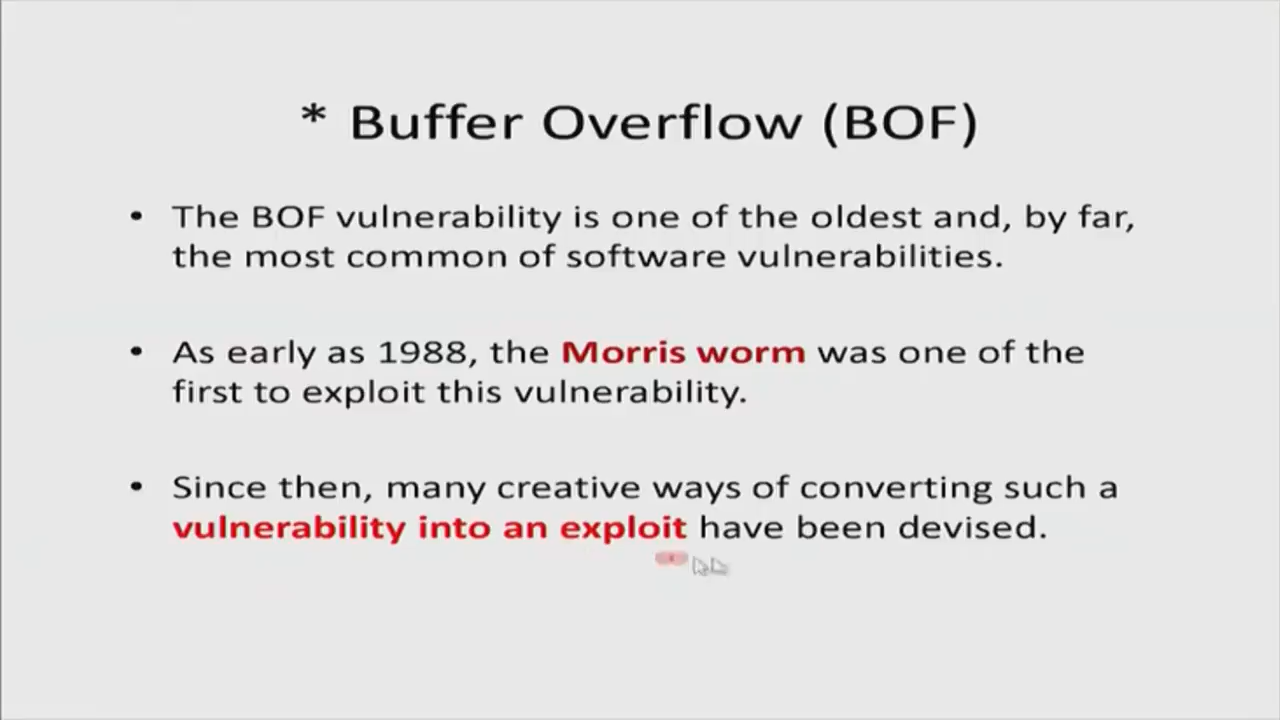 * Buffer Overflow (BOF)
• The BOF vulnerability is one of the oldest and, by far,
the most common of software vulnerabilities.
• As early as 1988, the Morris worm was one of the
first to exploit this vulnerability.
• Since then, many creative ways of converting such a
vulnerability into an exploit have been devised.